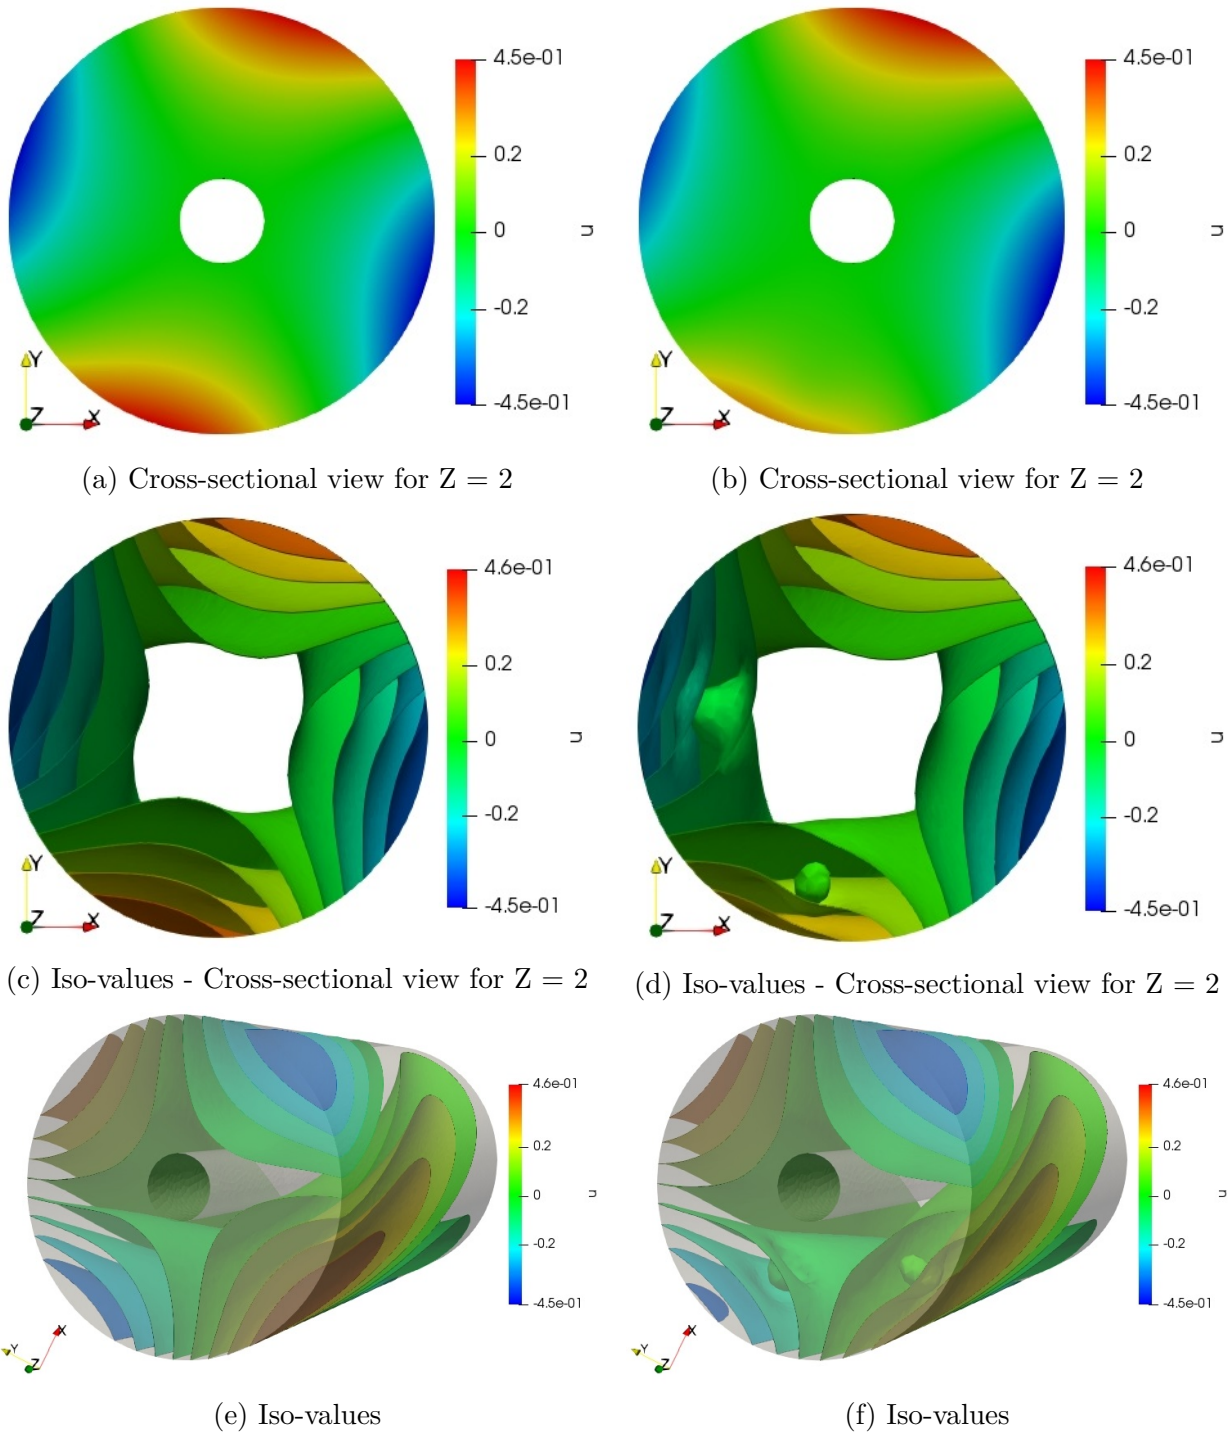 4.5e-01
0.2
0
-0.2
-4.5e-01
u
Y
Z
X
4.5e-01
0.2
0
-0.2
-4.5e-01
u
Y
Z
X
(a) Cross-sectional view for Z = 2
(b) Cross-sectional view for Z = 2
4.6e-01
0.2
0
-0.2
-4.5e-01
u
Y
Z
X
4.6e-01
0.2
0
-0.2
-4.5e-01
u
Y
Z
X
(c) Iso-values - Cross-sectional view for Z = 2
(d) Iso-values - Cross-sectional view for Z = 2
4.6e-01
0.2
0
-0.2
-4.5e-01
u
X
Y
Z
4.6e-01
0.2
0
-0.2
-4.5e-01
u
X
Y
Z
(e) Iso-values
(f) Iso-values